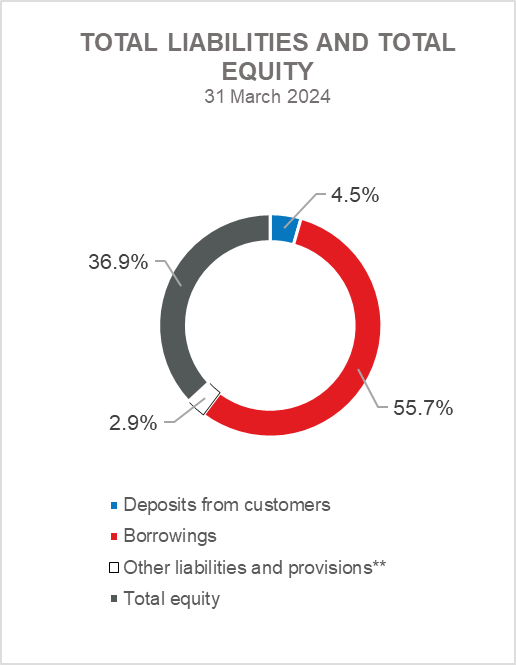 TOTAL LIABILITIES AND TOTAL
EQUITY
31 March 2024
4.5%
36.9%
55.7%
2.9%
Deposits from customers
Borrowings
Other liabilities and provisions**
Total equity